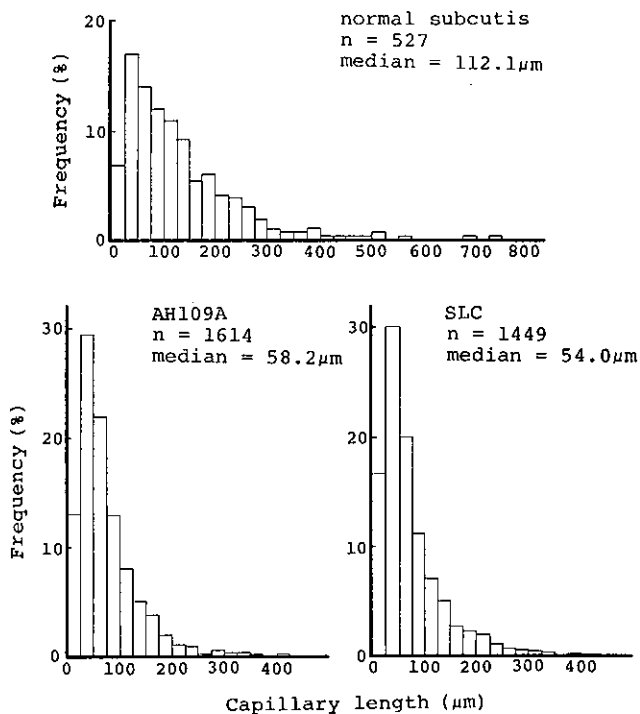 normal subcutis
n = 527
median = 112.1μm
Frequency (%)
20
10
0
0 100 200 300 400 500 600 700 800
AH109A
n = 1614
median = 58.2μm
SLC
n = 1449
median = 54.0μm
Frequency (%)
30
20
10
0
0 100 200 300 400
30
20
10
0
0 100 200 300 400
Capillary length (μm)